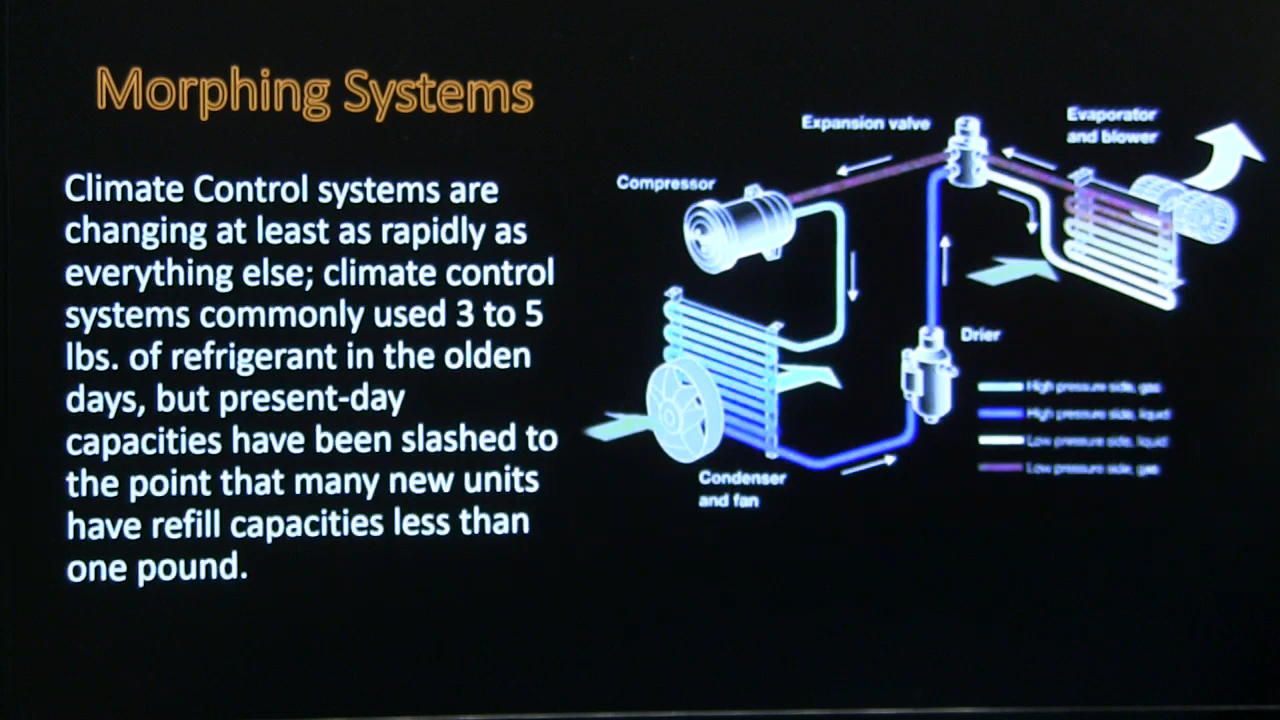 Morphing Systems
Climate Control systems are
changing at least as rapidly as
everything else; climate control
systems commonly used 3 to 5
lbs. of refrigerant in the olden
days, but present-day
capacities have been slashed to
the point that many new units
have refill capacities less than
one pound.
Expansion valve
Evaporator
and blower
Compressor
Drier
High pressure side, gas
High pressure side, liquid
Low pressure side, liquid
Low pressure side, gas
Condenser
and fan